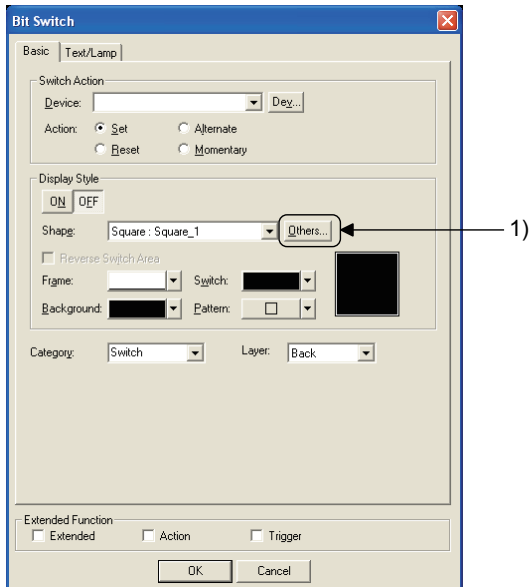 Bit Switch
Basic Text/Lamp
Switch Action
Device: Dev...
Action: Set Alternate
Reset Momentary
Display Style
ON OFF
Shape: Square : Square_1 Others... 1)
Reverse Switch Area
Frame: Switch:
Background: Pattern:
Category: Switch Layer: Back
Extended Function
Extended Action Trigger
OK Cancel